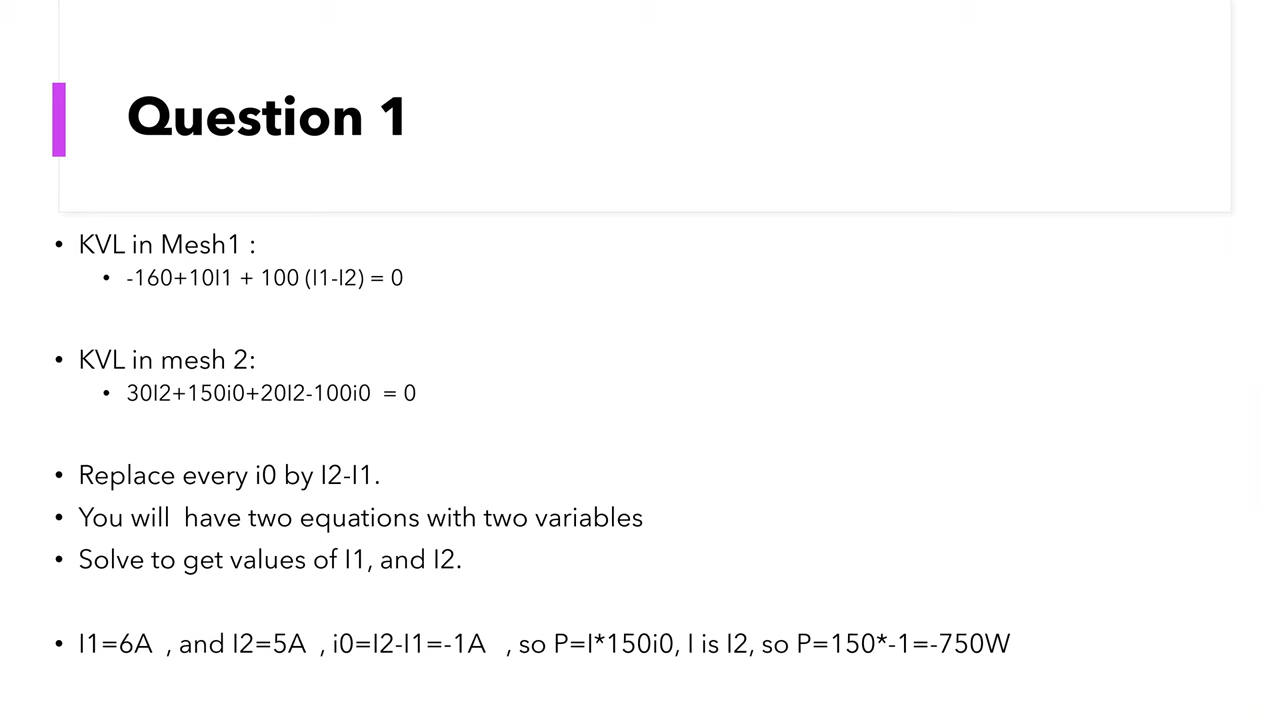 Question 1
• KVL in Mesh1 :
• -160+10I1 + 100 (I1-I2) = 0
• KVL in mesh 2:
• 30I2+150i0+20I2-100i0  = 0
• Replace every i0 by I2-I1.
• You will  have two equations with two variables
• Solve to get values of I1, and I2.
• I1=6A  , and I2=5A  , i0=I2-I1=-1A   , so P=I*150i0, I is I2, so P=150*-1=-750W